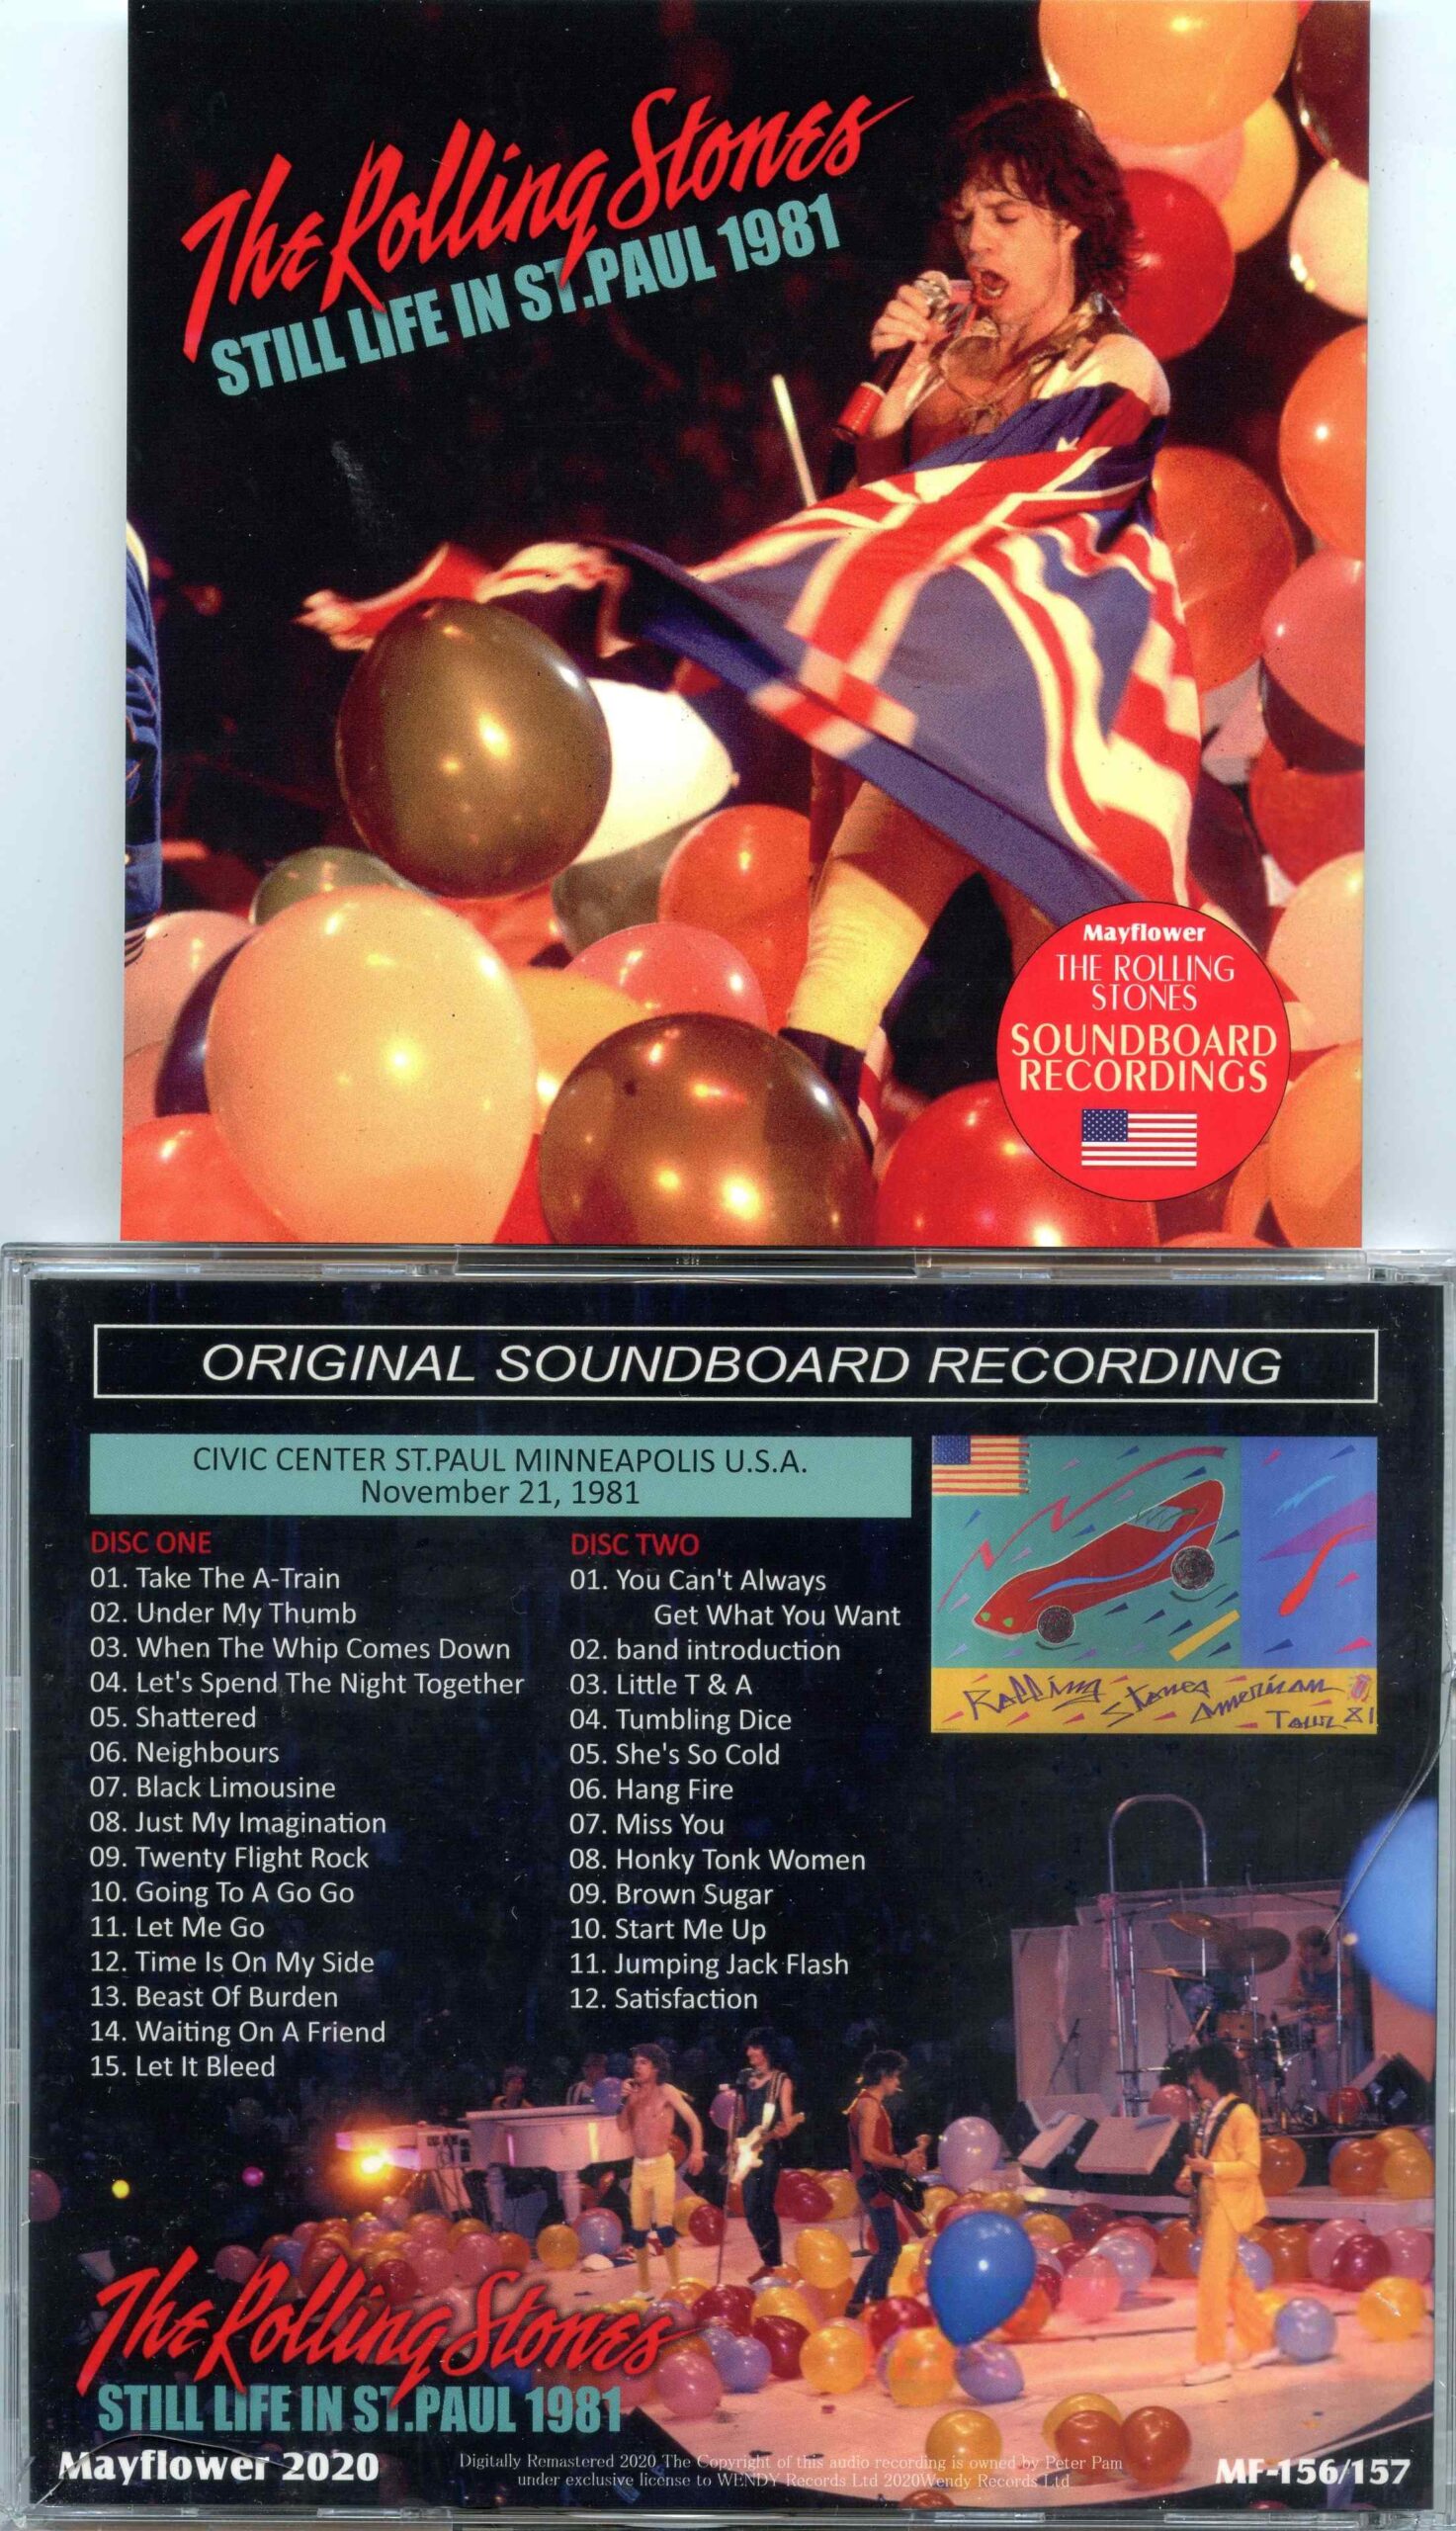 The Rolling Stones
STILL LIFE IN ST.PAUL 1981
Mayflower
THE ROLLING
STONES
SOUNDBOARD
RECORDINGS
ORIGINAL SOUNDBOARD RECORDING
CIVIC CENTER ST.PAUL MINNEAPOLIS U.S.A.
November 21, 1981
DISC ONE
01. Take The A-Train
02. Under My Thumb
03. When The Whip Comes Down
04. Let's Spend The Night Together
05. Shattered
06. Neighbours
07. Black Limousine
08. Just My Imagination
09. Twenty Flight Rock
10. Going To A Go Go
11. Let Me Go
12. Time Is On My Side
13. Beast Of Burden
14. Waiting On A Friend
15. Let It Bleed
DISC TWO
01. You Can't Always
Get What You Want
02. band introduction
03. Little T & A
04. Tumbling Dice
05. She's So Cold
06. Hang Fire
07. Miss You
08. Honky Tonk Women
09. Brown Sugar
10. Start Me Up
11. Jumping Jack Flash
12. Satisfaction
Rolling Stones American
Tour 81
The Rolling Stones
STILL LIFE IN ST.PAUL 1981
Mayflower 2020
Digitally Remastered 2020 The Copyright of this audio recording is owned by Peter Pam
under exclusive license to WENDY Records Ltd 2020Wendy Records Ltd
MF-156/157